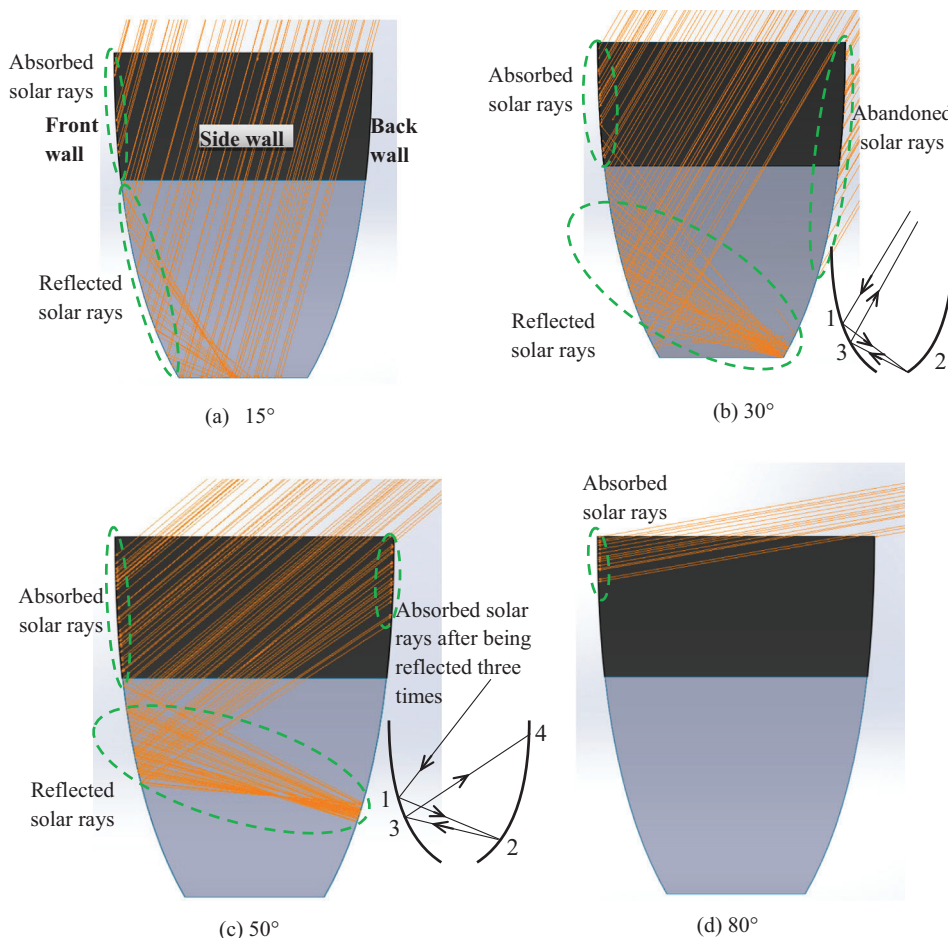 Absorbed
solar rays
Front
wall
Side wall
Back
wall
Reflected
solar rays
(a) 15°
Absorbed
solar rays
Abandoned
solar rays
Reflected
solar rays
1
3
2
(b) 30°
Absorbed
solar rays
Absorbed solar
rays after being
reflected three
times
Reflected
solar rays
4
1
3
2
(c) 50°
Absorbed
solar rays
(d) 80°